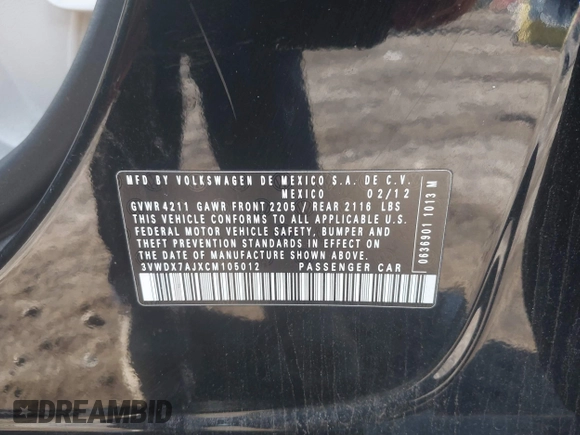 MFD BY VOLKSWAGEN DE MEXICO S.A. DE C.V.
MEXICO 02/12
GVWR 4211 GAWR FRONT 2205 / REAR 2116 LBS
THIS VEHICLE CONFORMS TO ALL APPLICABLE U.S.
FEDERAL MOTOR VEHICLE SAFETY, BUMPER AND
THEFT PREVENTION STANDARDS IN EFFECT ON
THE DATE OF MANUFACTURE SHOWN ABOVE
3VWDX7AJXCM105012 PASSENGER CAR
0636901 1013 M
DREAMBID